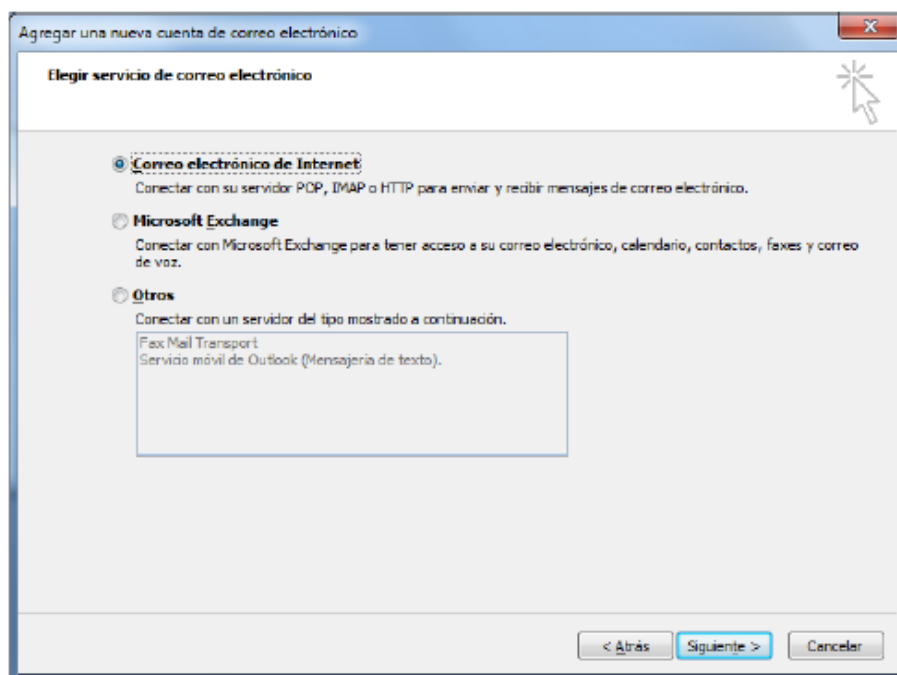 Agregar una nueva cuenta de correo electrónico
Elegir servicio de correo electrónico
Correo electrónico de Internet
Conectar con su servidor POP, IMAP o HTTP para enviar y recibir mensajes de correo electrónico.
Microsoft Exchange
Conectar con Microsoft Exchange para tener acceso a su correo electrónico, calendario, contactos, faxes y correo
de voz.
Otros
Conectar con un servidor del tipo mostrado a continuación.
Fax Mail Transport
Servicio móvil de Outlook (Mensajería de texto).
< Atrás
Siguiente >
Cancelar